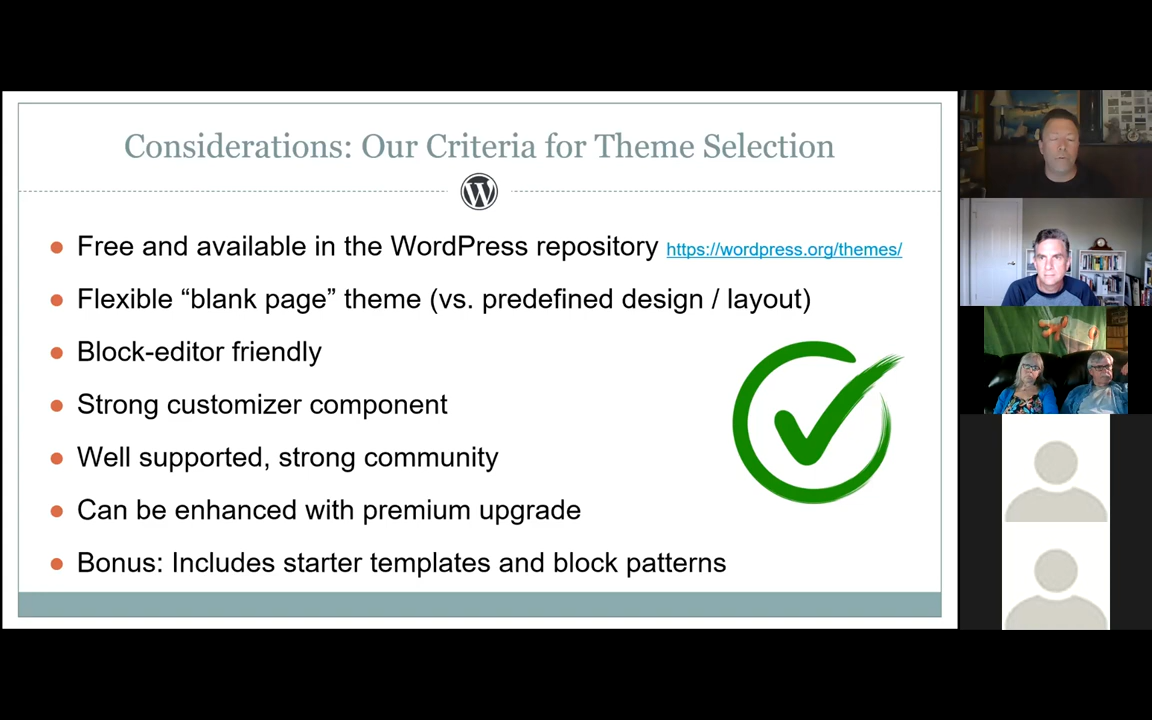 Considerations: Our Criteria for Theme Selection
Free and available in the WordPress repository https://wordpress.org/themes/
Flexible “blank page” theme (vs. predefined design / layout)
Block-editor friendly
Strong customizer component
Well supported, strong community
Can be enhanced with premium upgrade
Bonus: Includes starter templates and block patterns